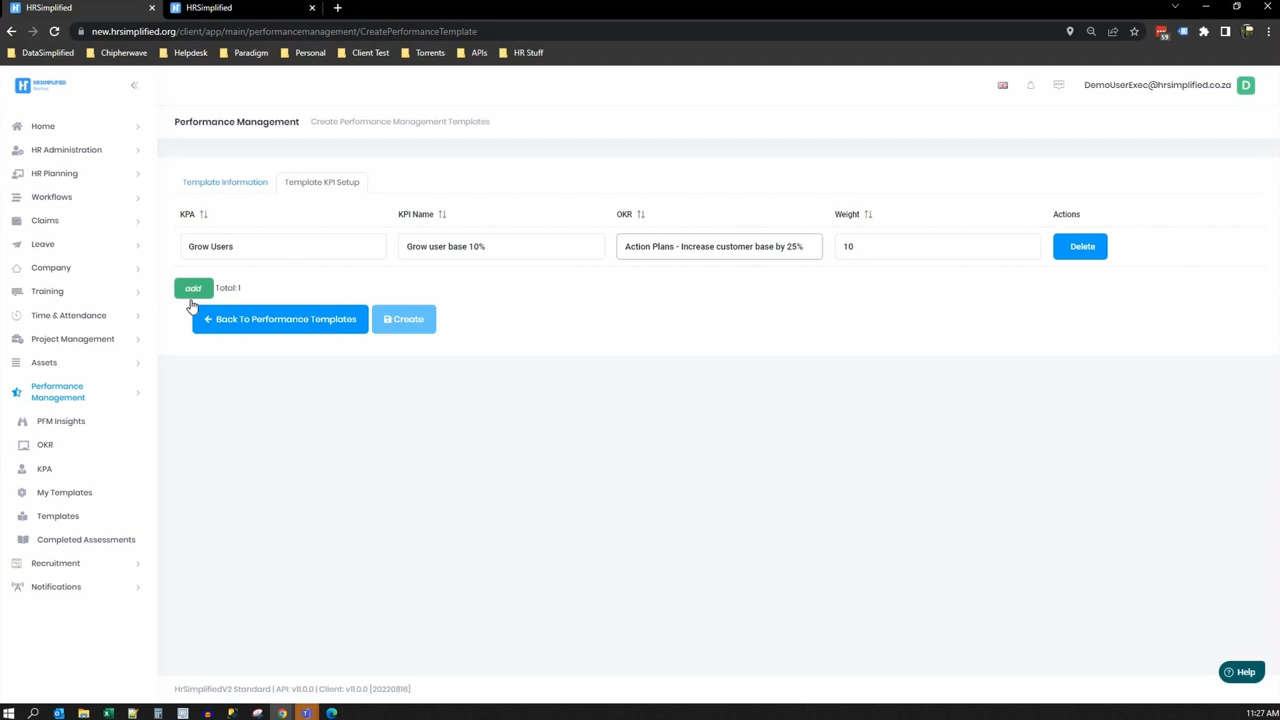 HRSimplified
HRSimplified
new.hrsimplified.org/client/app/main/performancemanagement/CreatePerformanceTemplate
59
DataSimplified
Chipherwave
Helpdesk
Paradigm
Personal
Client Test
Torrents
APIs
HR Stuff
H
HRSIMPLIFIED
DemoUserExec@hrsimplified.co.za
D
Home
HR Administration
HR Planning
Workflows
Claims
Leave
Company
Training
Time & Attendance
Project Management
Assets
Performance
Management
PFM Insights
OKR
KPA
My Templates
Templates
Completed Assessments
Recruitment
Notifications
Performance Management
Create Performance Management Templates
Template Information
Template KPI Setup
KPA
KPI Name
OKR
Weight
Actions
Grow Users
Grow user base 10%
Action Plans - Increase customer base by 25%
10
Delete
add
Total: 1
Back To Performance Templates
Create
HrSimplifiedV2 Standard | API: v11.0.0 | Client: v11.0.0 [20220816]
Help
11:27 AM